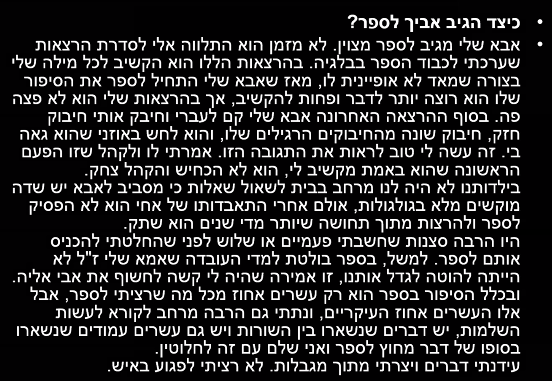 • כיצד הגיב אביך לספר?
• אבא שלי מגיב לספר מצוין. לא מזמן הוא התלווה אלי לסדרת הרצאות
שערכתי לכבוד הספר בבלגיה. בהרצאות הללו הוא הקשיב לכל מילה שלי
בצורה שמאד לא אופיינית לו, מאז שאבא שלי התחיל לספר את הסיפור
שלו הוא רוצה יותר לדבר ופחות להקשיב, אך בהרצאות שלי הוא לא פצה
פה. בסוף ההרצאה האחרונה אבא שלי קם לעברי וחיבק אותי חיבוק
חזק, חיבוק שונה מהחיבוקים הרגילים שלו, והוא לחש באוזני שהוא גאה
בי. זה עשה לי טוב לראות את התגובה הזו. אמרתי לו ולקהל שזו הפעם
הראשונה שהוא באמת מקשיב לי, הוא לא הכחיש והקהל צחק.
בילדותנו לא היה לנו מרחב בבית לשאול שאלות כי מסביב לאבא יש שדה
מוקשים מלא בגולגולות, אולם אחרי התאבדותו של אחי הוא לא הפסיק
לספר ולהרצות מתוך תחושה שיותר מדי שנים הוא שתק.
היו הרבה סצנות שחשבתי פעמיים או שלוש לפני שהחלטתי להכניס
אותם לספר. למשל, בספר בולטת למדי העובדה שאמא שלי ז"ל לא
הייתה להוטה לגדל אותנו, זו אמירה שהיה לי קשה לחשוף את אבי אליה.
ובכלל הסיפור בספר הוא רק עשרים אחוז מכל מה שרציתי לספר, אבל
אלו העשרים אחוז העיקריים, ונתתי גם הרבה מרחב לקורא לעשות
השלמות, יש דברים שנשארו בין השורות ויש גם עשרים עמודים שנשארו
בסופו של דבר מחוץ לספר ואני שלם עם זה לחלוטין.
עידנתי דברים ויצרתי מתוך מגבלות. לא רציתי לפגוע באיש.